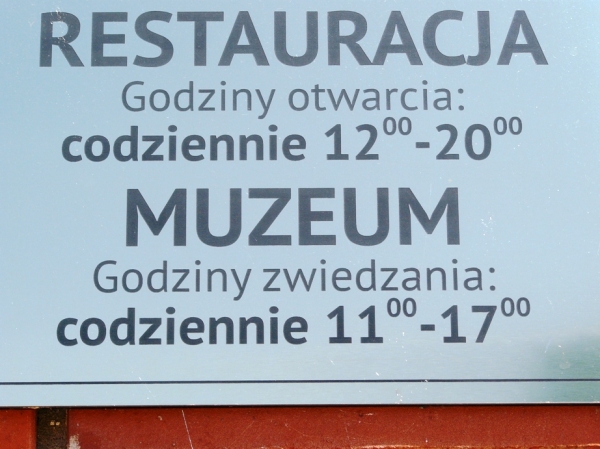 RESTAURACJA
Godziny otwarcia:
codziennie 12⁰⁰-20⁰⁰
MUZEUM
Godziny zwiedzania:
codziennie 11⁰⁰-17⁰⁰